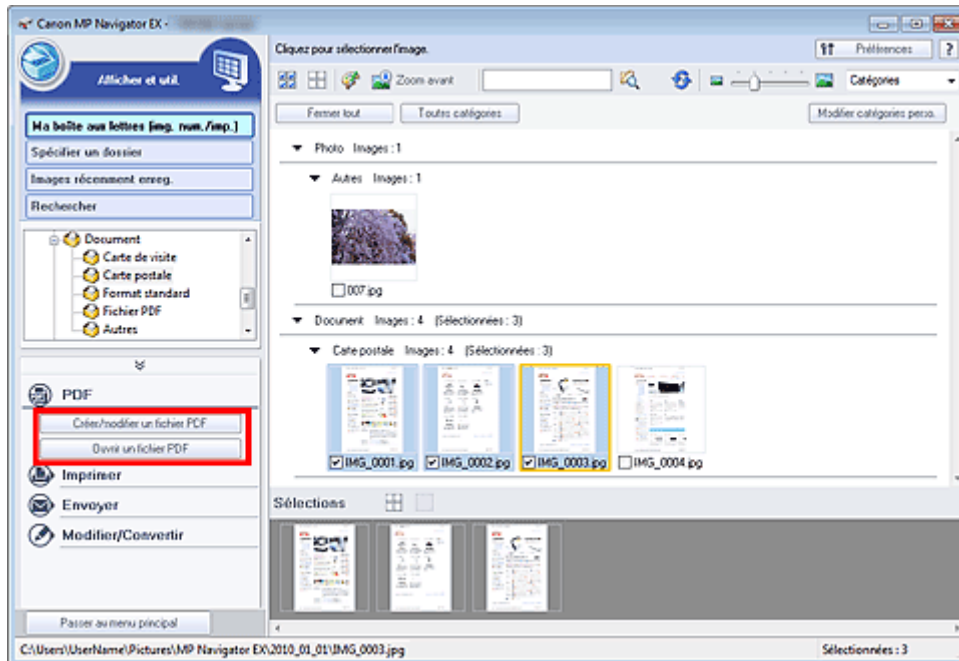 Canon MP Navigator EX -
Cliquez pour sélectionner l'image.
Préférences
?
Afficher et util.
Zoom avant
Catégories
Fermer tout
Toutes catégories
Modifier catégories perso.
Ma boîte aux lettres [img. num./imp.]
Spécifier un dossier
Images récemment enreg.
Rechercher
Document
Carte de visite
Carte postale
Format standard
Fichier PDF
Autres
PDF
Créer/modifier un fichier PDF
Ouvrir un fichier PDF
Imprimer
Envoyer
Modifier/Convertir
Passer au menu principal
Photo Images : 1
Autres Images : 1
007.jpg
Document Images : 4 (Sélectionnées : 3)
Carte postale Images : 4 (Sélectionnées : 3)
IMG_0001.jpg
IMG_0002.jpg
IMG_0003.jpg
IMG_0004.jpg
Sélections
C:\Users\UserName\Pictures\MP Navigator EX\2010_01_01\IMG_0003.jpg
Sélectionnées : 3